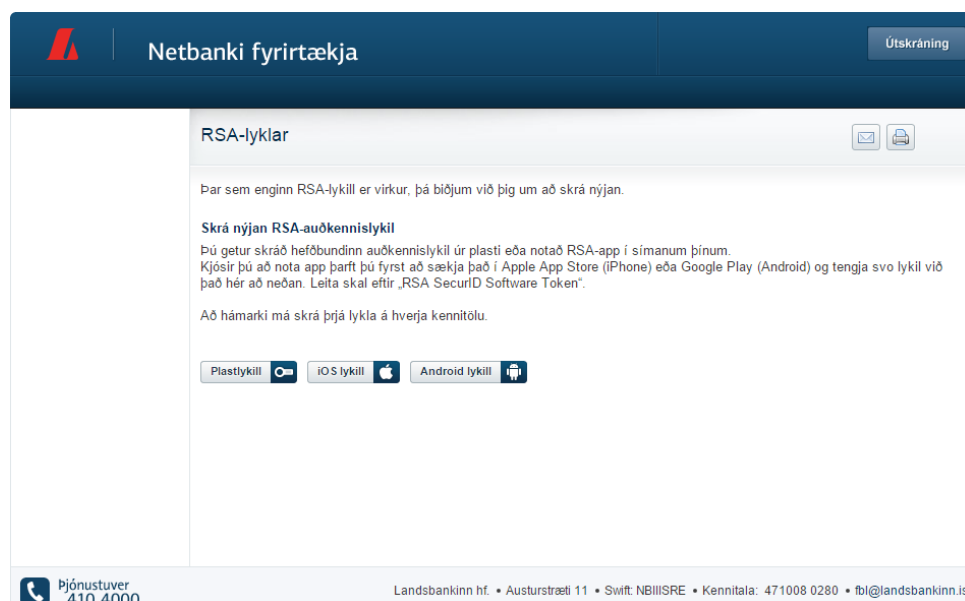 Netbanki fyrirtækja
Útskráning
RSA-lyklar
Þar sem enginn RSA-lykill er virkur, þá biðjum við þig um að skrá nýjan.
Skrá nýjan RSA-auðkennislykil
Þú getur skráð hefðbundinn auðkennislykil úr plasti eða notað RSA-app í símanum þínum.
Kjósir þú að nota app þarft þú fyrst að sækja það í Apple App Store (iPhone) eða Google Play (Android) og tengja svo lykil við
það hér að neðan. Leita skal eftir „RSA SecurID Software Token“.
Að hámarki má skrá þrjá lykla á hverja kennitölu.
Plastlykill
iOS lykill
Android lykill
Þjónustuver
410 4000
Landsbankinn hf. • Austurstræti 11 • Swift: NBIIISRE • Kennitala: 471008 0280 • fbl@landsbankinn.is